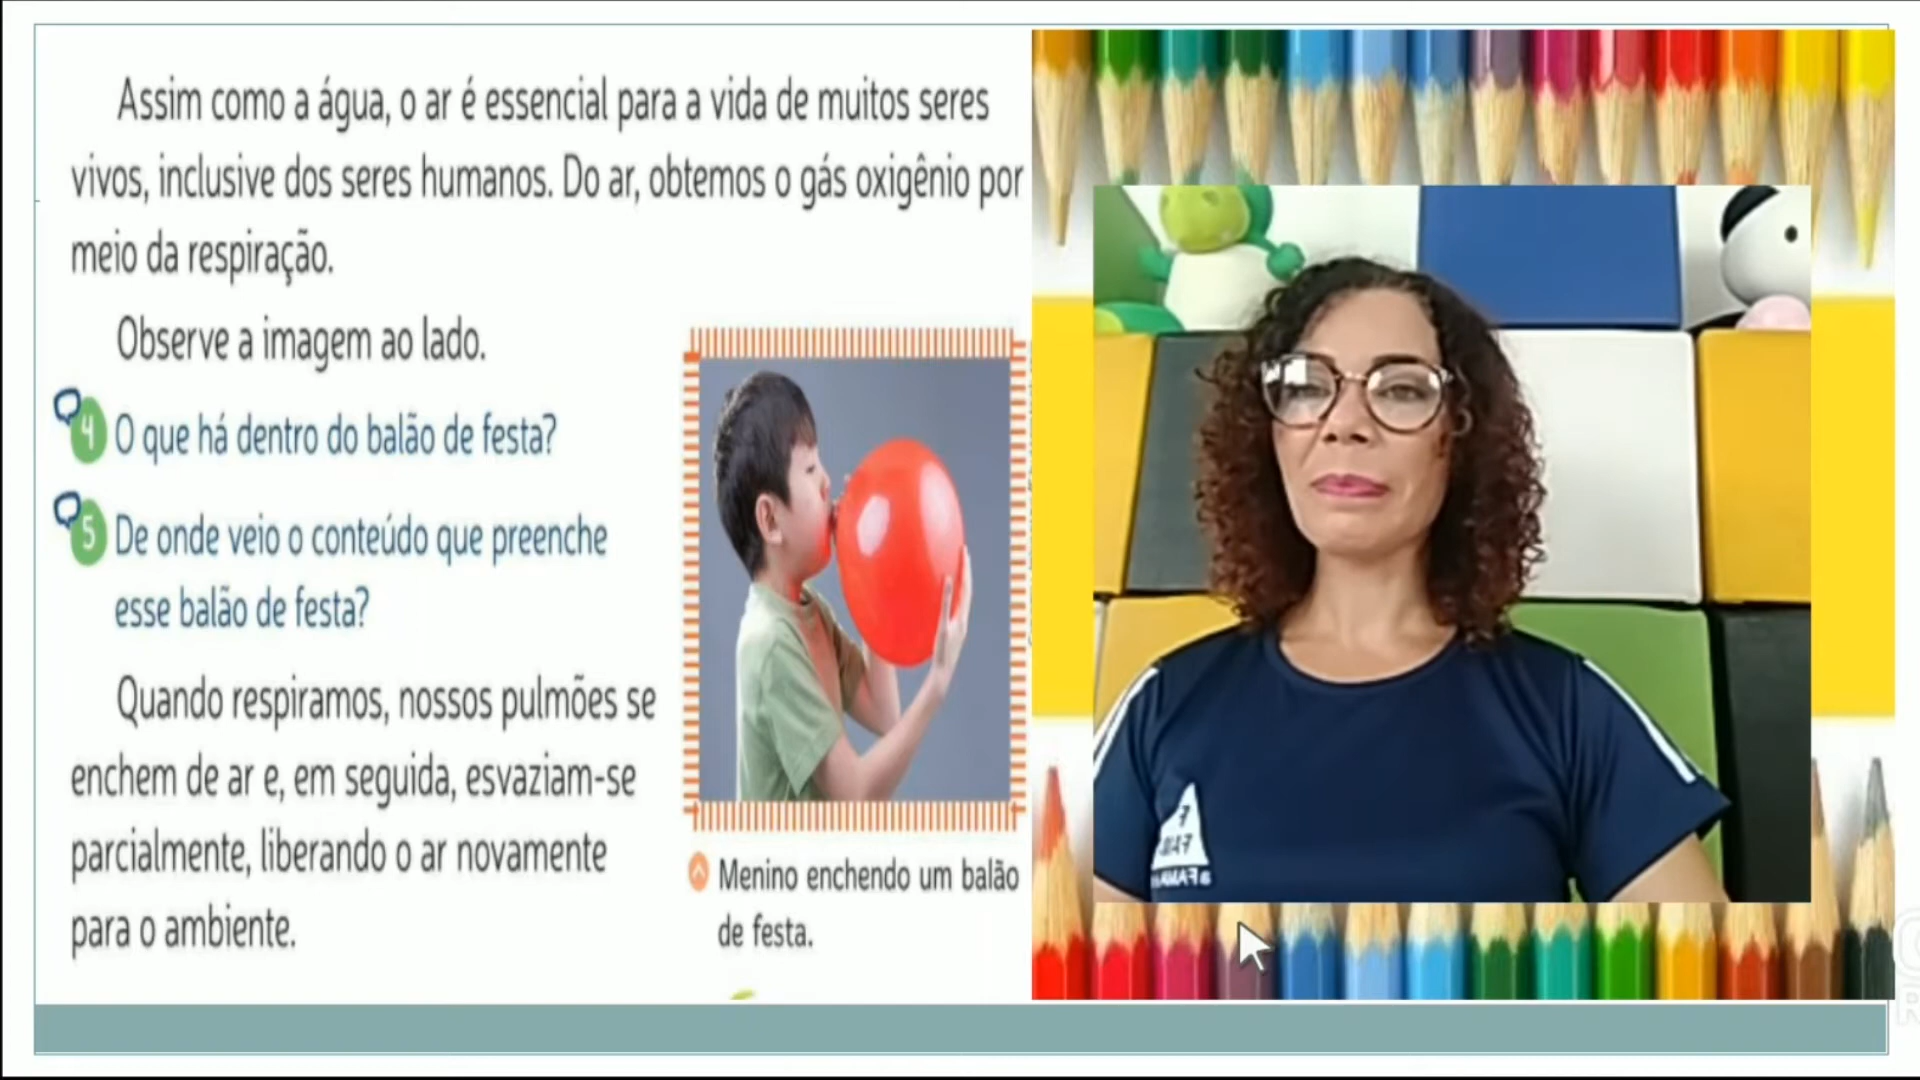 Assim como a água, o ar é essencial para a vida de muitos seres
vivos, inclusive dos seres humanos. Do ar, obtemos o gás oxigênio por
meio da respiração.
Observe a imagem ao lado.
4 O que há dentro do balão de festa?
5 De onde veio o conteúdo que preenche
esse balão de festa?
Quando respiramos, nossos pulmões se
enchem de ar e, em seguida, esvaziam-se
parcialmente, liberando o ar novamente
para o ambiente.
Menino enchendo um balão
de festa.